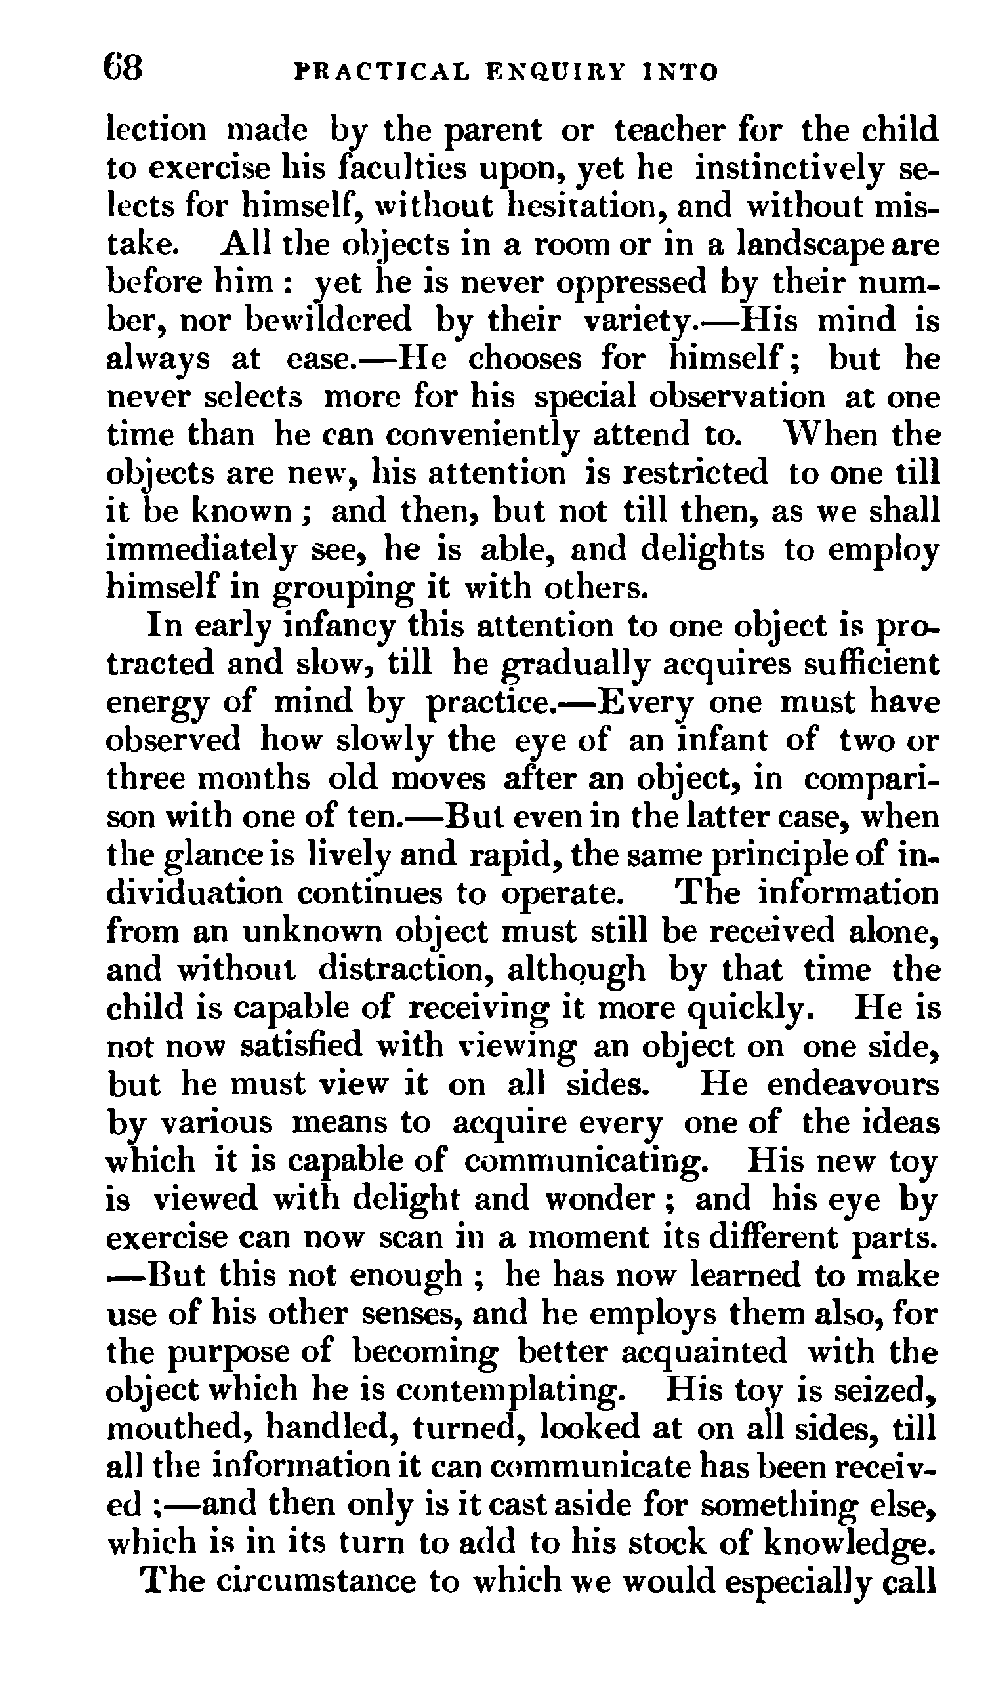 68 PRACTICAL ENQUIRY INTO
lection made by the parent or teacher for the child
to exercise his faculties upon, yet he instinctively se-
lects for himself, without hesitation, and without mis-
take. All the objects in a room or in a landscape are
before him : yet he is never oppressed by their num-
ber, nor bewildered by their variety.—His mind is
always at ease.—He chooses for himself; but he
never selects more for his special observation at one
time than he can conveniently attend to. When the
objects are new, his attention is restricted to one till
it be known ; and then, but not till then, as we shall
immediately see, he is able, and delights to employ
himself in grouping it with others.
In early infancy this attention to one object is pro-
tracted and slow, till he gradually acquires sufficient
energy of mind by practice.—Every one must have
observed how slowly the eye of an infant of two or
three months old moves after an object, in compari-
son with one of ten.—But even in the latter case, when
the glance is lively and rapid, the same principle of in-
dividuation continues to operate. The information
from an unknown object must still be received alone,
and without distraction, although by that time the
child is capable of receiving it more quickly. He is
not now satisfied with viewing an object on one side,
but he must view it on all sides. He endeavours
by various means to acquire every one of the ideas
which it is capable of communicating. His new toy
is viewed with delight and wonder ; and his eye by
exercise can now scan in a moment its different parts.
—But this not enough ; he has now learned to make
use of his other senses, and he employs them also, for
the purpose of becoming better acquainted with the
object which he is contemplating. His toy is seized,
mouthed, handled, turned, looked at on all sides, till
all the information it can communicate has been receiv-
ed ;—and then only is it cast aside for something else,
which is in its turn to add to his stock of knowledge.
The circumstance to which we would especially call